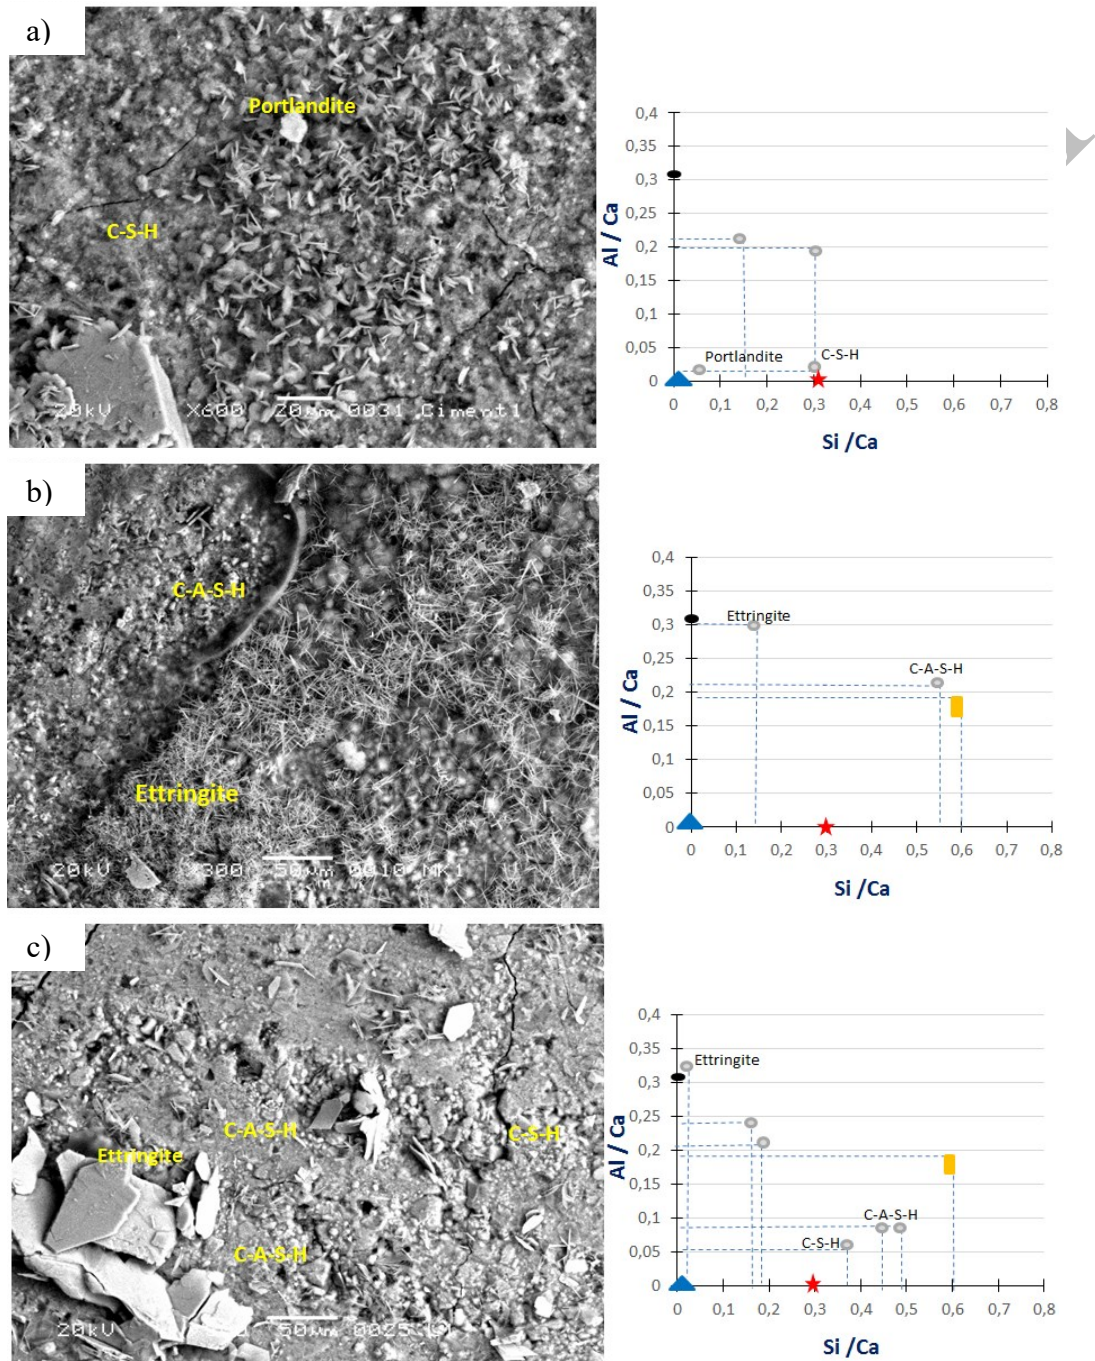 a)
Portlandite
C-S-H
20kV X600 20µm 0031 Ciment1
0,4
0,35
0,3
0,25
0,2
0,15
0,1
0,05
0
Al / Ca
Portlandite
C-S-H
0 0,1 0,2 0,3 0,4 0,5 0,6 0,7 0,8
Si /Ca
b)
C-A-S-H
Ettringite
20kV X300 50µm 0010 MK1
0,4
0,35
0,3
0,25
0,2
0,15
0,1
0,05
0
Al / Ca
Ettringite
C-A-S-H
0 0,1 0,2 0,3 0,4 0,5 0,6 0,7 0,8
Si /Ca
c)
C-A-S-H
C-S-H
Ettringite
C-A-S-H
20kV 50µm 0025
0,4
0,35
0,3
0,25
0,2
0,15
0,1
0,05
0
Al / Ca
Ettringite
C-A-S-H
C-S-H
0 0,1 0,2 0,3 0,4 0,5 0,6 0,7 0,8
Si /Ca